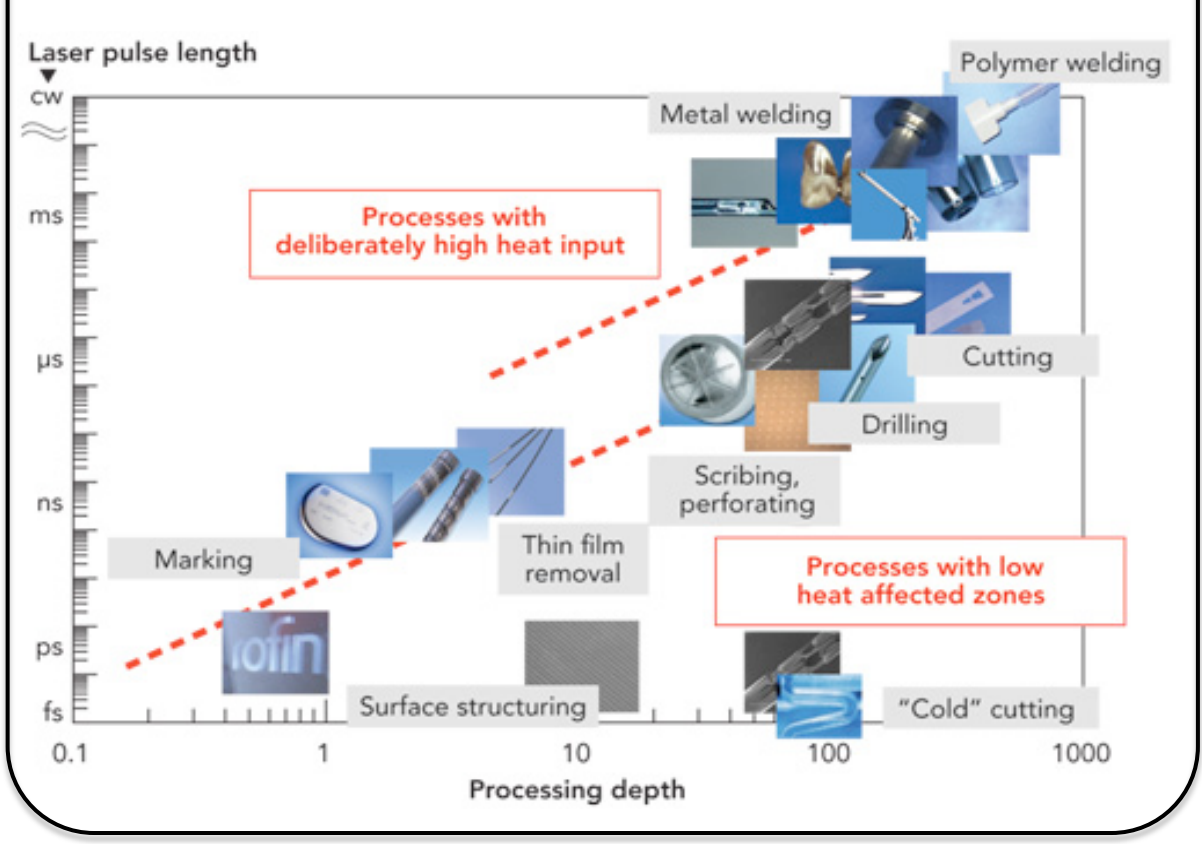 Laser pulse length
cw
Polymer welding
Metal welding
ms
Processes with
deliberately high heat input
μs
Cutting
Drilling
Scribing,
perforating
ns
Thin film
removal
Marking
Processes with low
heat affected zones
ps
rofin
fs
Surface structuring
“Cold” cutting
0.1
1
10
100
1000
Processing depth